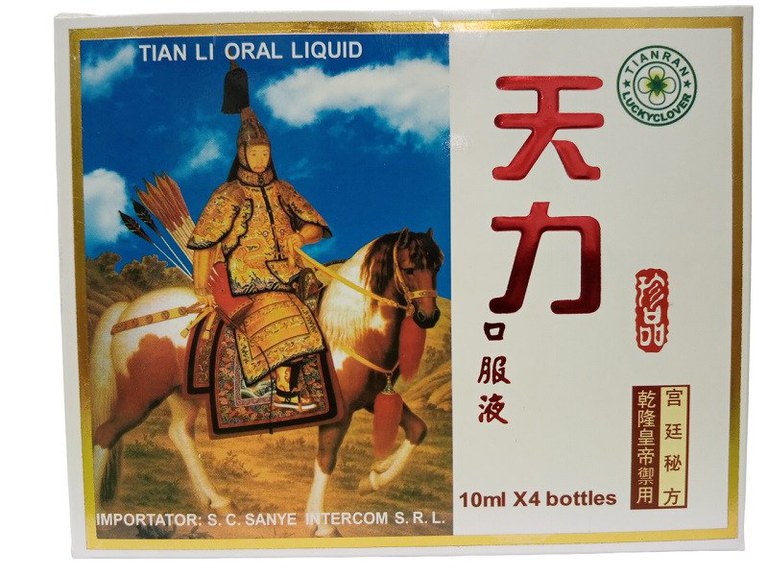 TIAN LI ORAL LIQUID
天力
口服液
TIANRAN
LUCKYCLOVER
珍品
宫廷秘方
乾隆皇帝御用
10ml X4 bottles
IMPORTATOR: S. C. SANYE INTERCOM S. R. L.